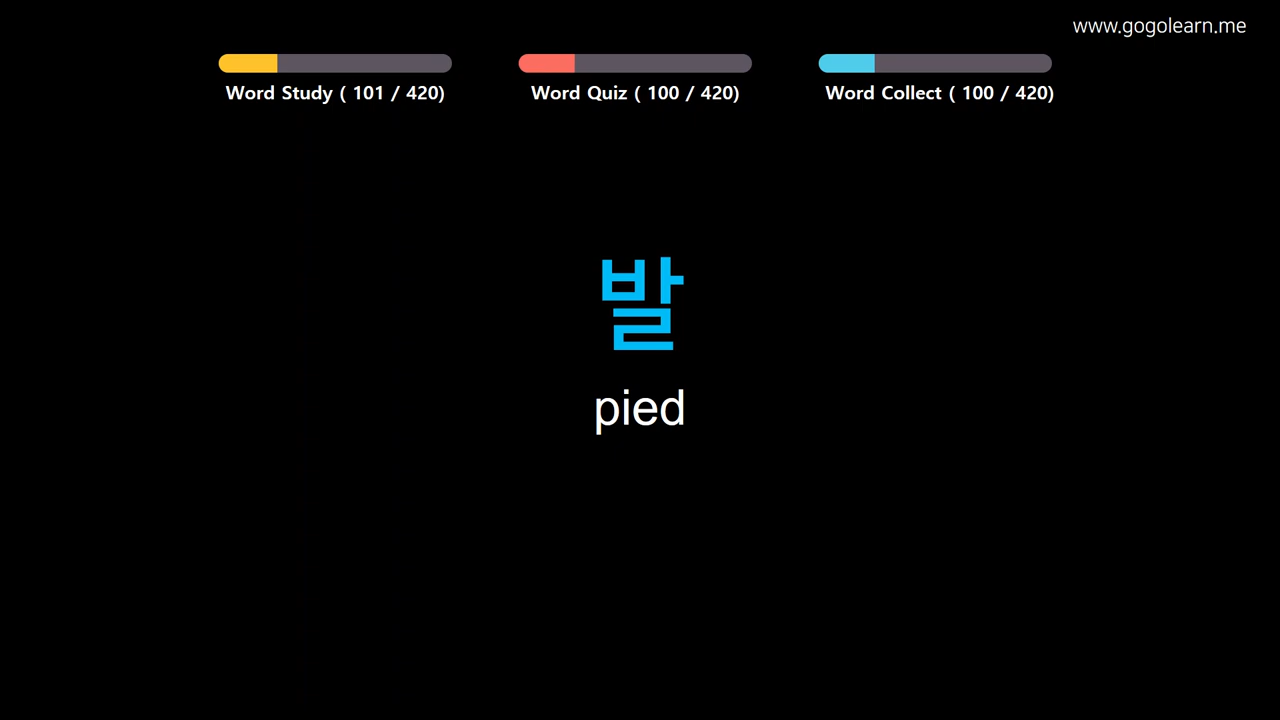 www.gogolearn.me
Word Study ( 101 / 420)
Word Quiz ( 100 / 420)
Word Collect ( 100 / 420)
발
pied